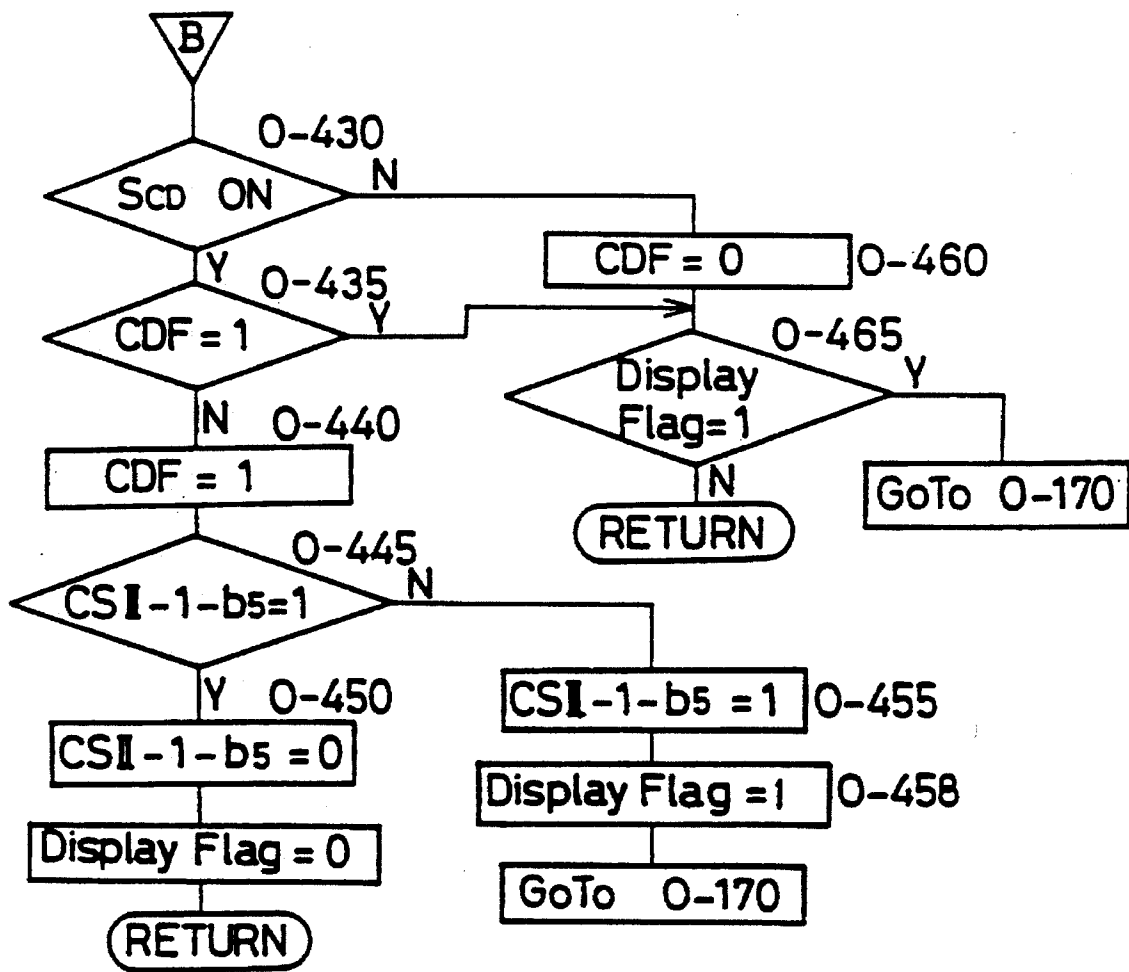 B
O-430
SCD ON
N
Y
CDF = 0
O-460
O-435
CDF = 1
Y
O-465
Display
Flag=1
Y
N
O-440
CDF = 1
GoTo O-170
N
RETURN
O-445
CSII-1-b5=1
N
Y
O-450
CSII-1-b5 =1
O-455
CSII-1-b5 =0
Display Flag =1
O-458
Display Flag = 0
GoTo O-170
RETURN